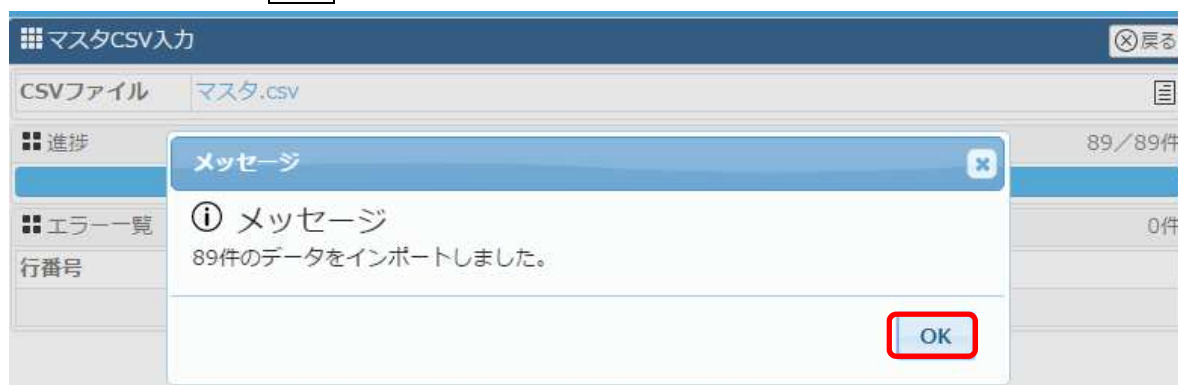 マスタCSV入力
戻る
CSVファイル マスタ.csv
進捗 89／89件
エラー一覧 0件
行番号
メッセージ
メッセージ
89件のデータをインポートしました。
OK